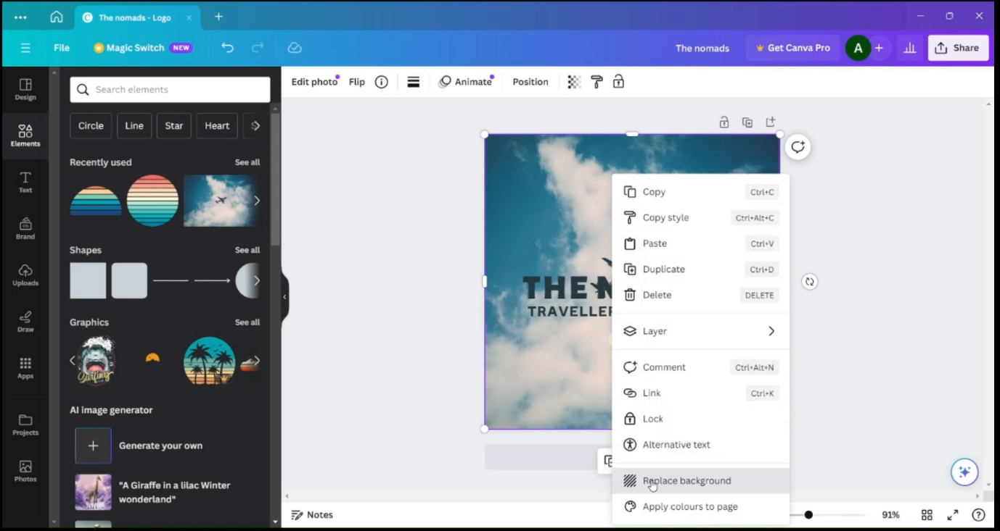 The nomads - Logo
File
Magic Switch NEW
The nomads
Get Canva Pro
A
Share
Design
Elements
Text
Brand
Uploads
Draw
Apps
Projects
Photos
Search elements
Circle
Line
Star
Heart
Recently used
See all
Shapes
See all
Graphics
See all
Surfing
AI image generator
Generate your own
"A Giraffe in a lilac Winter
wonderland"
Edit photo
Flip
Animate
Position
THE N
TRAVELLER
Copy Ctrl+C
Copy style Ctrl+Alt+C
Paste Ctrl+V
Duplicate Ctrl+D
Delete DELETE
Layer
Comment Ctrl+Alt+N
Link Ctrl+K
Lock
Alternative text
Replace background
Apply colours to page
Notes
91%